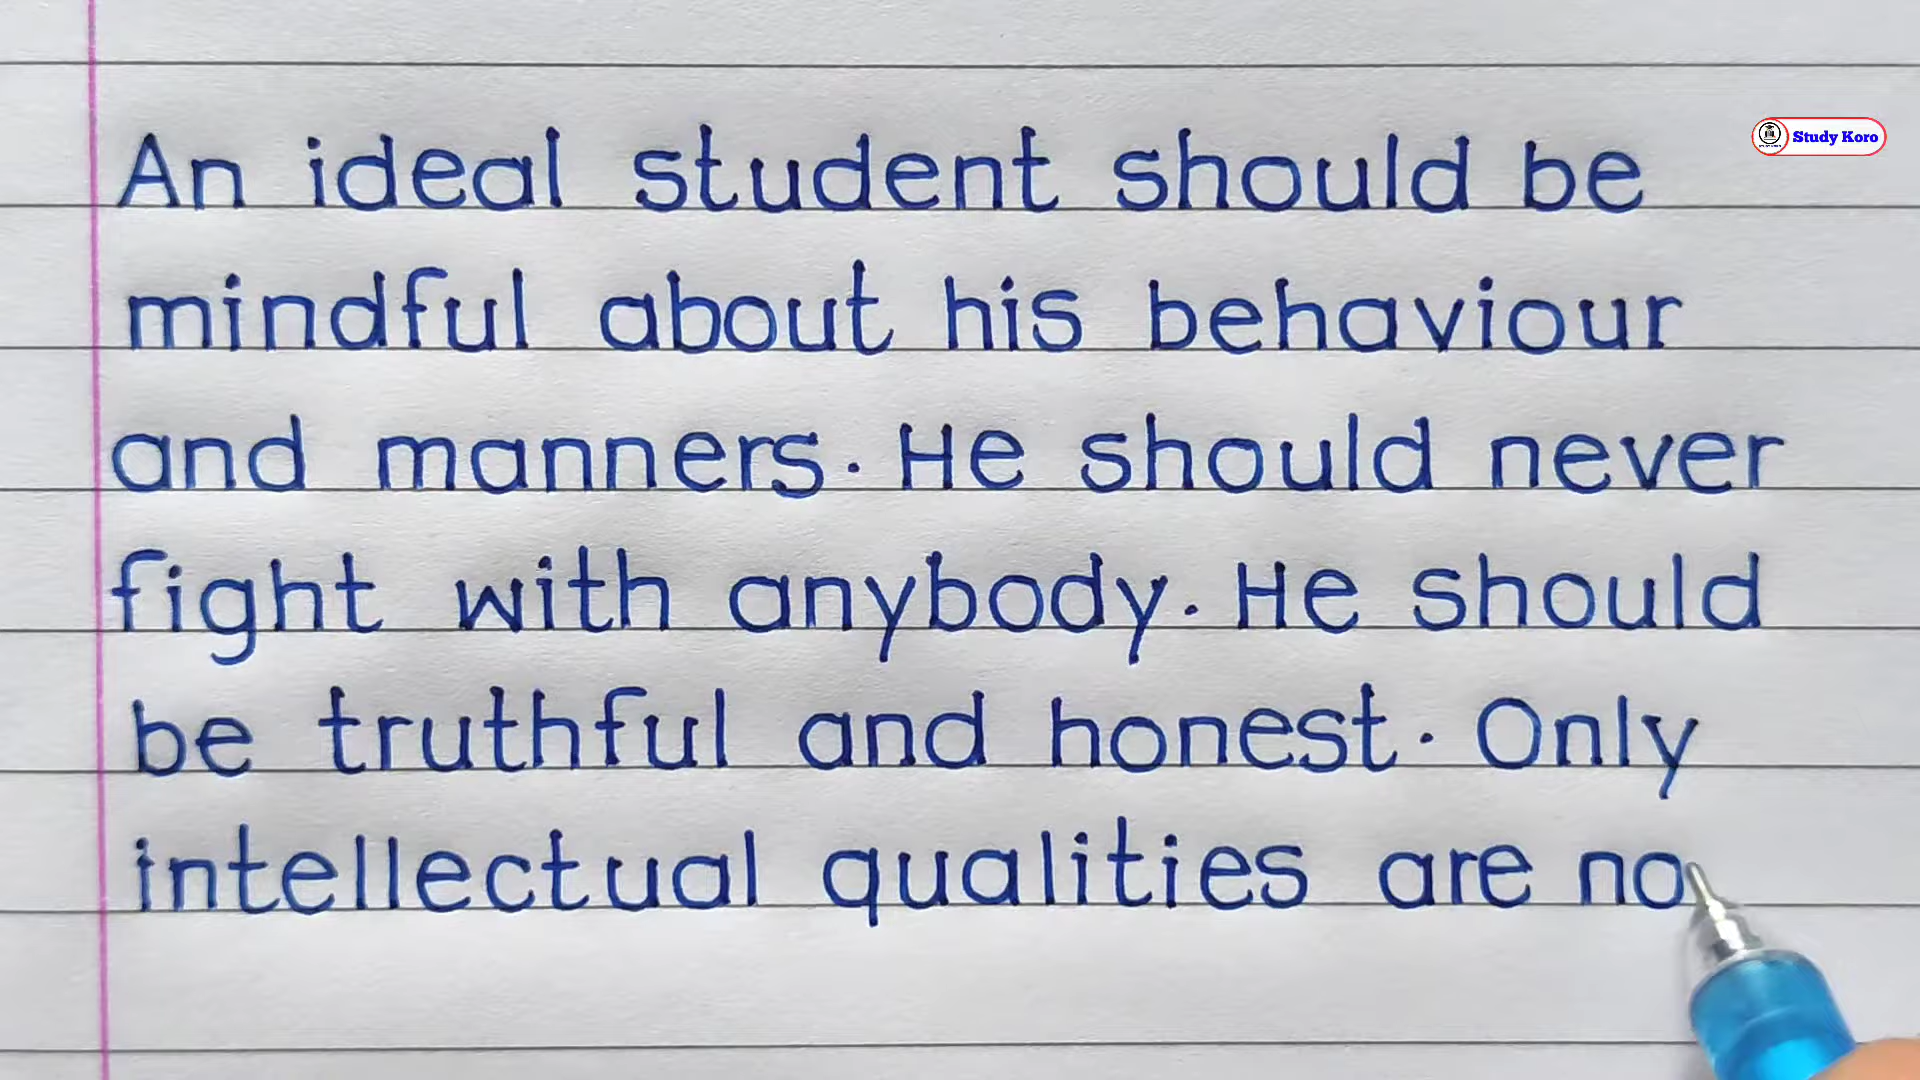 An ideal student should be
Study Koro
mindful about his behaviour
and manners. He should never
fight with anybody. He should
be truthful and honest. Only
intellectual qualities are no